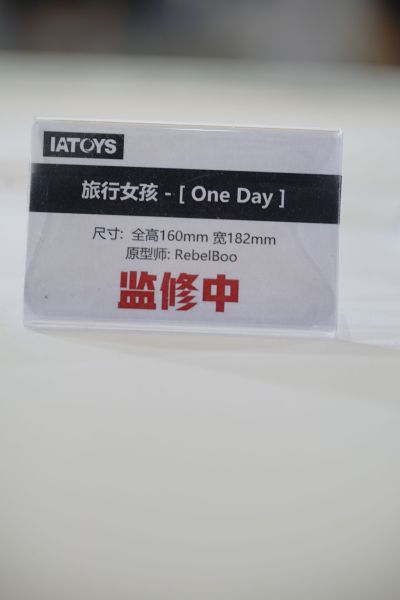 IATOYS
旅行女孩 - [ One Day ]
尺寸: 全高160mm 宽182mm
原型师: RebelBoo
监修中